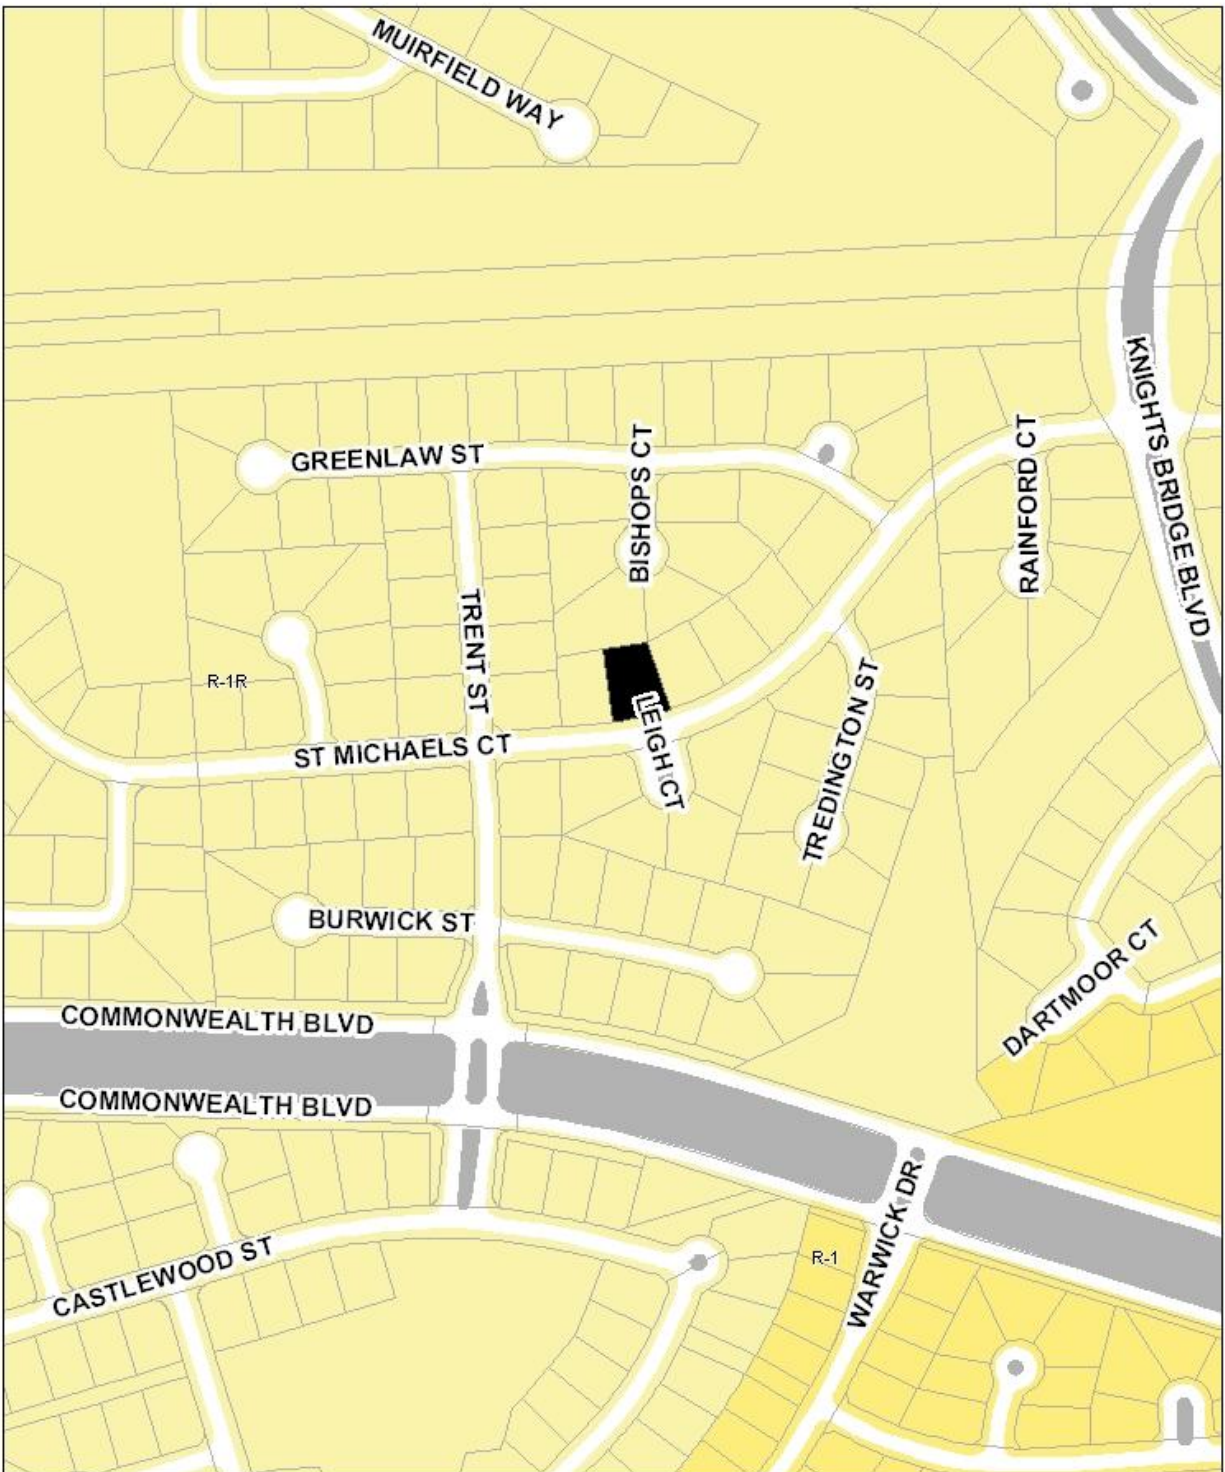 MUIRFIELD WAY
KNIGHTS BRIDGE BLVD
GREENLAW ST
BISHOPS CT
RAINFORD CT
TRENT ST
R-1R
LEIGH CT
TREDINGTON ST
ST MICHAELS CT
BURWICK ST
DARTMOOR CT
COMMONWEALTH BLVD
COMMONWEALTH BLVD
WARWICK DR
CASTLEWOOD ST
R-1